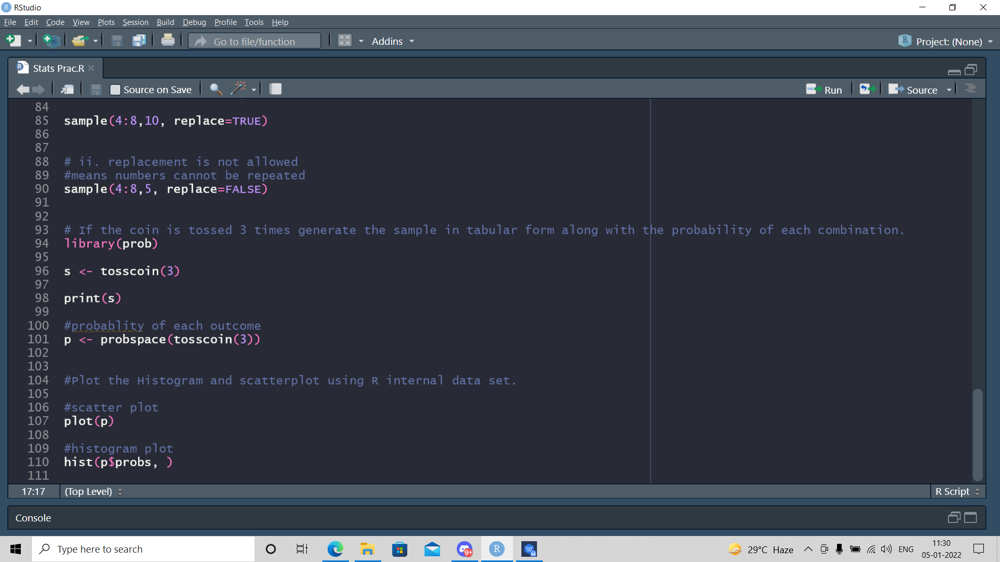 RStudio
File Edit Code View Plots Session Build Debug Profile Tools Help
Go to file/function
Addins
Project: (None)
Stats Prac.R
Source on Save
Run
Source
84
85 sample(4:8,10, replace=TRUE)
86
87
88 # ii. replacement is not allowed
89 #means numbers cannot be repeated
90 sample(4:8,5, replace=FALSE)
91
92
93 # If the coin is tossed 3 times generate the sample in tabular form along with the probability of each combination.
94 library(prob)
95
96 s <- tosscoin(3)
97
98 print(s)
99
100 #probablity of each outcome
101 p <- probspace(tosscoin(3))
102
103
104 #Plot the Histogram and scatterplot using R internal data set.
105
106 #scatter plot
107 plot(p)
108
109 #histogram plot
110 hist(p$probs, )
111
17:17 (Top Level) R Script
Console
Type here to search
9+
29°C Haze
ENG
11:30
05-01-2022